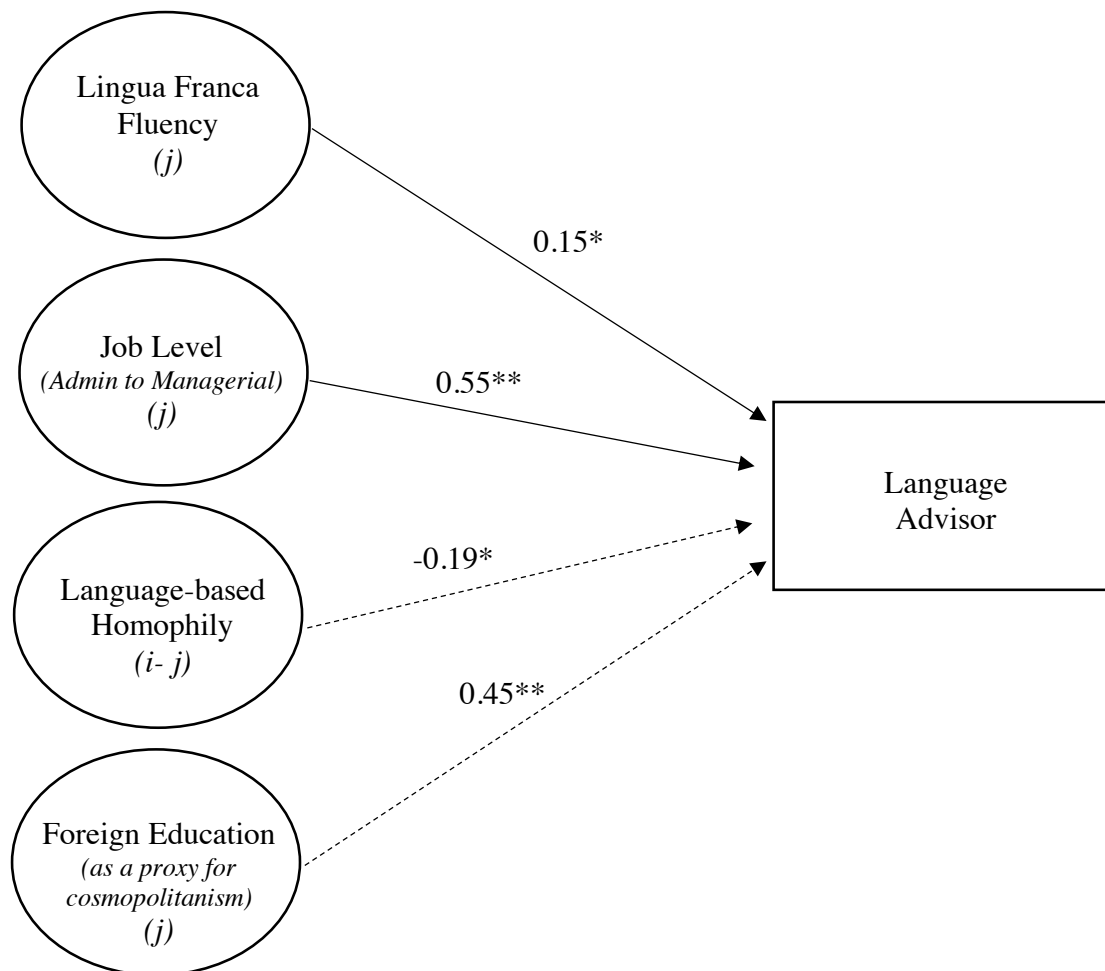 Lingua Franca
Fluency
(j)
0.15*
Job Level
(Admin to Managerial)
(j)
0.55**
Language
Advisor
Language-based
Homophily
(i- j)
-0.19*
0.45**
Foreign Education
(as a proxy for
cosmopolitanism)
(j)